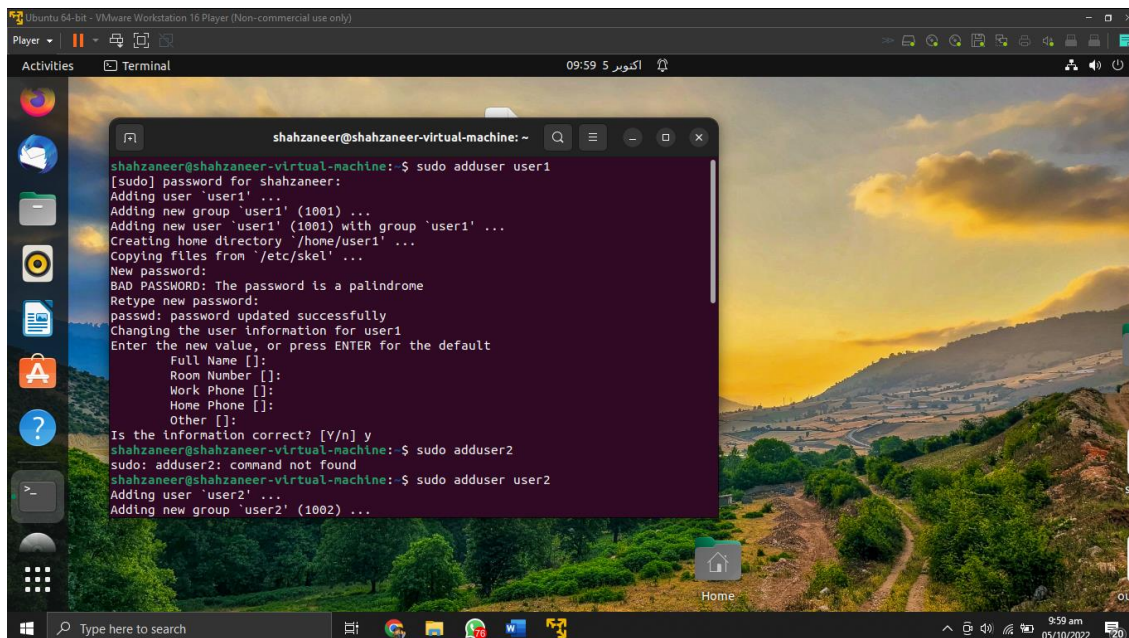 Ubuntu 64-bit - VMware Workstation 16 Player (Non-commercial use only)
Player
Activities
Terminal
09:59 5 اکتوبر
shahzaneer@shahzaneer-virtual-machine: ~
shahzaneer@shahzaneer-virtual-machine:~$ sudo adduser user1
[sudo] password for shahzaneer:
Adding user `user1' ...
Adding new group `user1' (1001) ...
Adding new user `user1' (1001) with group `user1' ...
Creating home directory `/home/user1' ...
Copying files from `/etc/skel' ...
New password:
BAD PASSWORD: The password is a palindrome
Retype new password:
passwd: password updated successfully
Changing the user information for user1
Enter the new value, or press ENTER for the default
Full Name []:
Room Number []:
Work Phone []:
Home Phone []:
Other []:
Is the information correct? [Y/n] y
shahzaneer@shahzaneer-virtual-machine:~$ sudo adduser2
sudo: adduser2: command not found
shahzaneer@shahzaneer-virtual-machine:~$ sudo adduser user2
Adding user `user2' ...
Adding new group `user2' (1002) ...
Home
Type here to search
76
9:59 am
05/10/2022
20